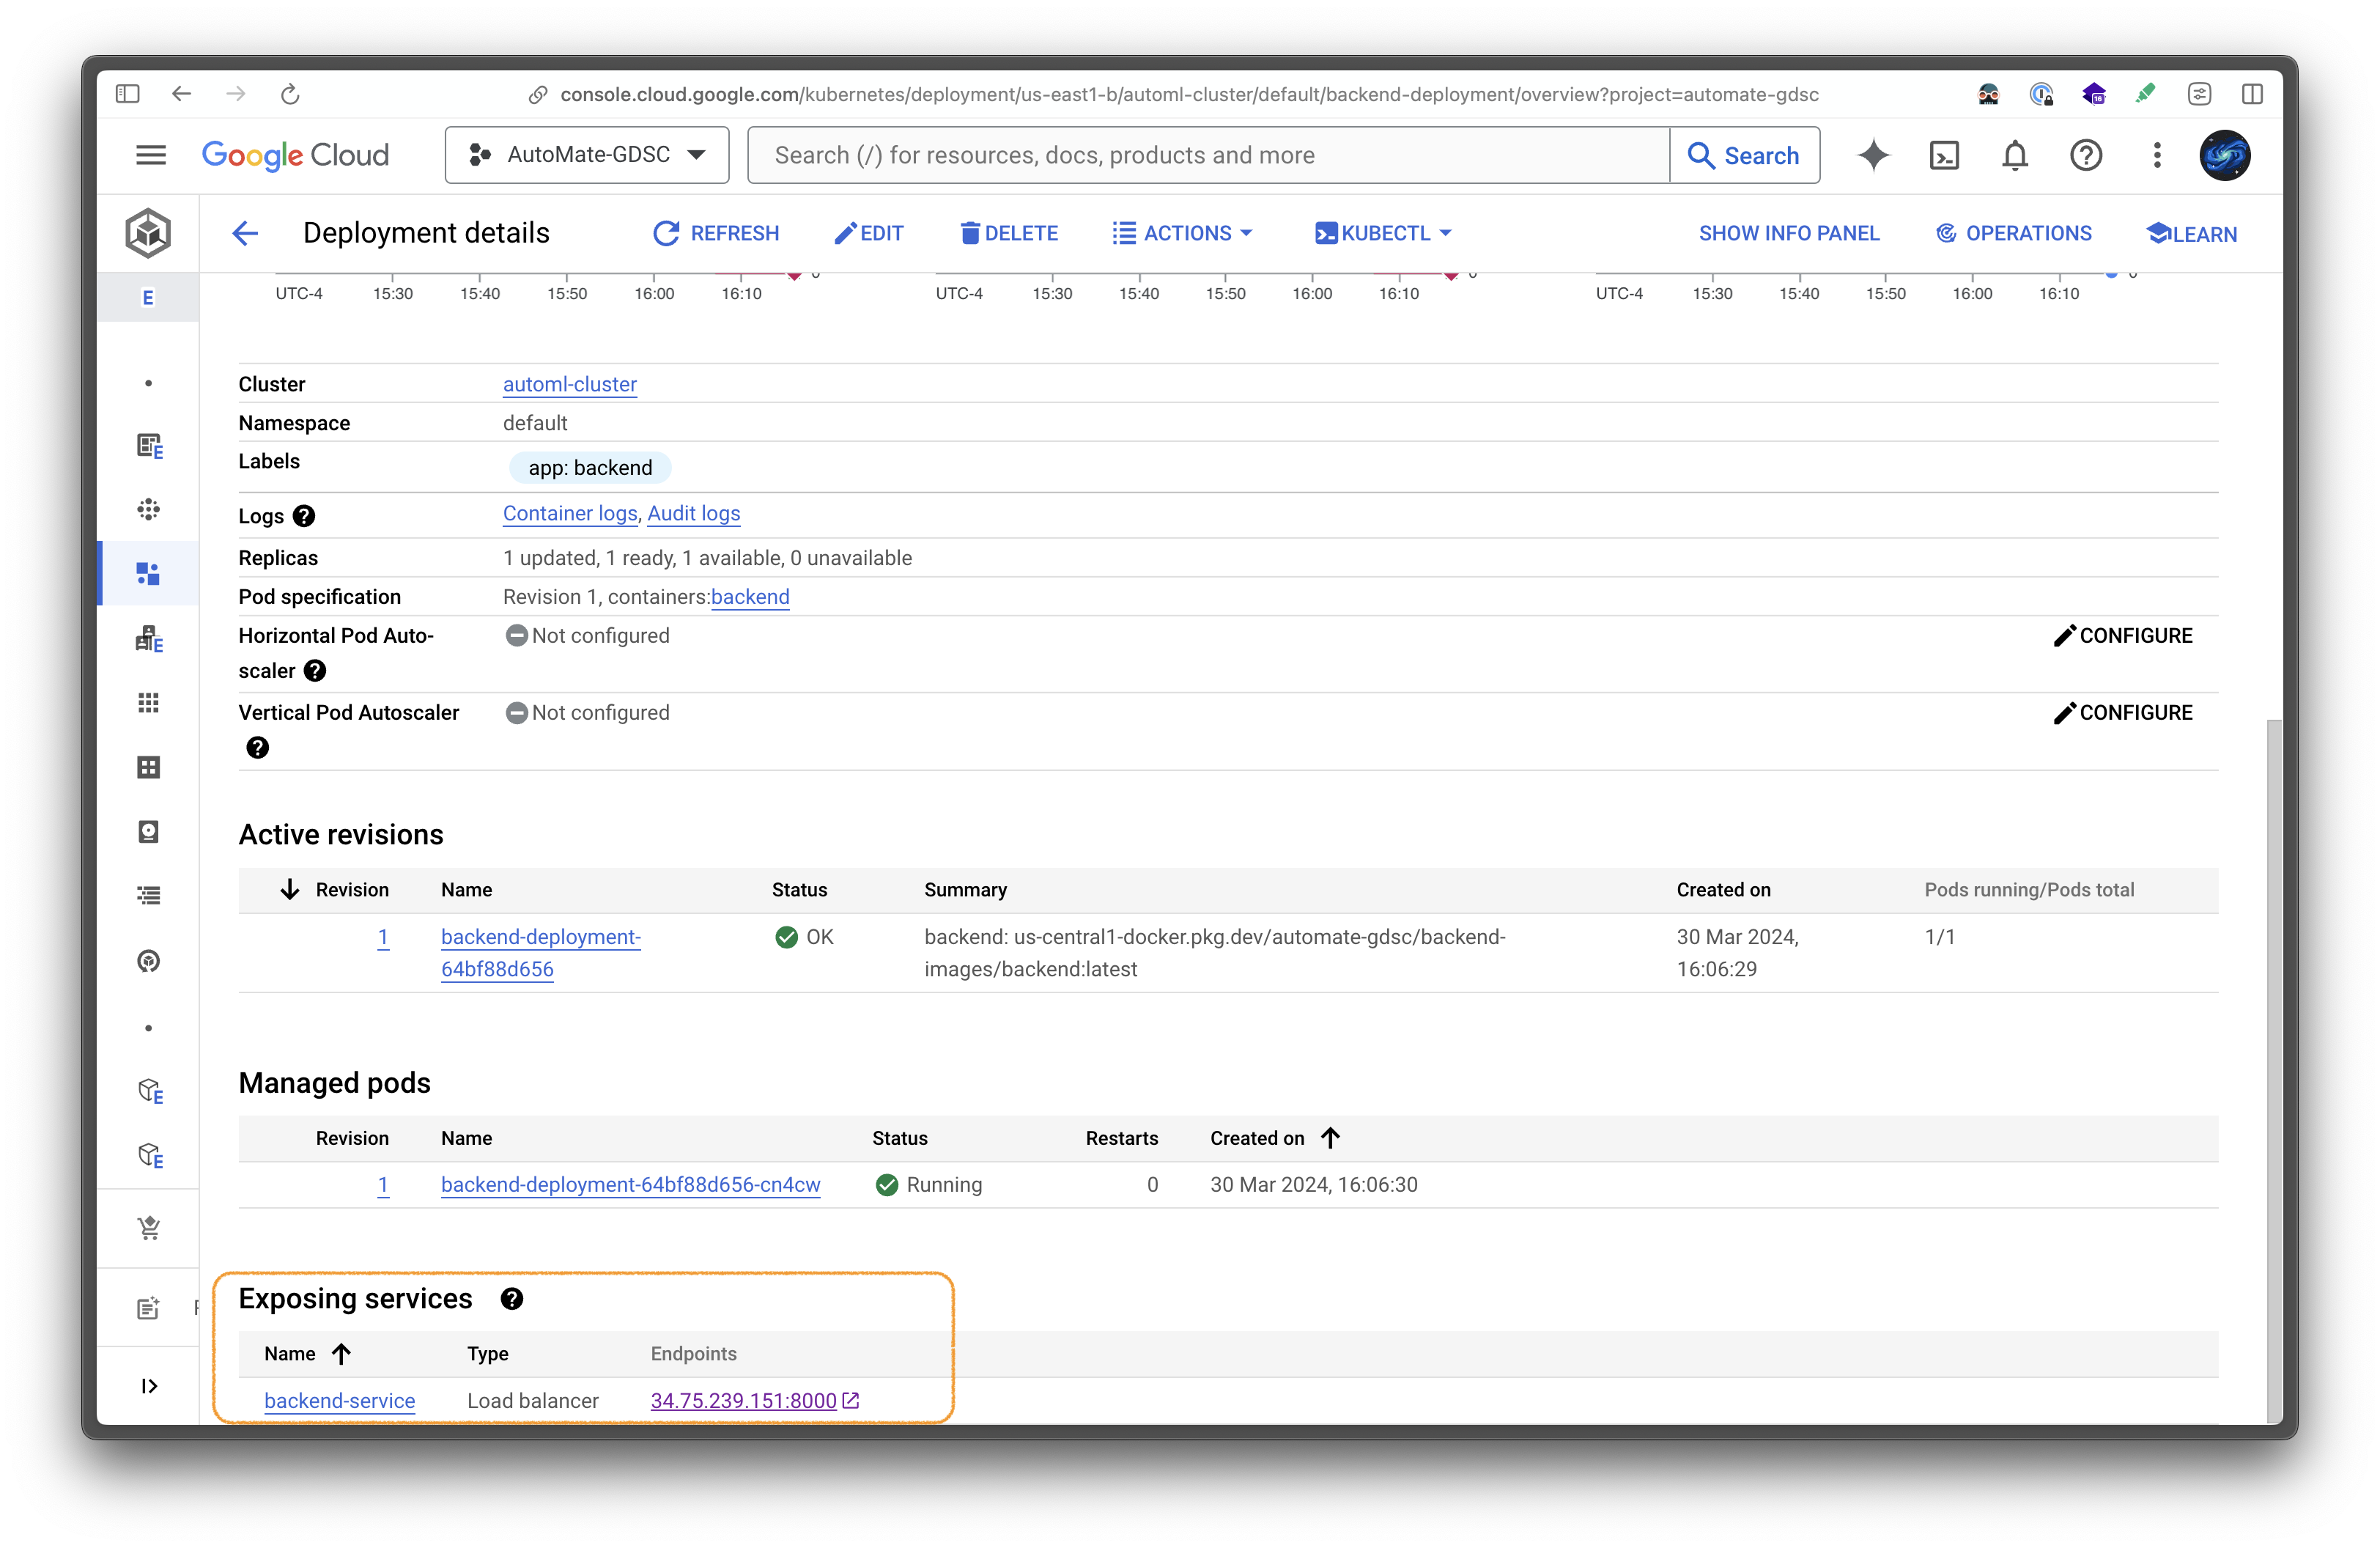 console.cloud.google.com/kubernetes/deployment/us-east1-b/automl-cluster/default/backend-deployment/overview?project=automate-gdsc
16
Google Cloud
AutoMate-GDSC
Search (/) for resources, docs, products and more
Search
Deployment details
REFRESH
EDIT
DELETE
ACTIONS
KUBECTL
SHOW INFO PANEL
OPERATIONS
LEARN
E
UTC-4 15:30 15:40 15:50 16:00 16:10
UTC-4 15:30 15:40 15:50 16:00 16:10
UTC-4 15:30 15:40 15:50 16:00 16:10
Cluster automl-cluster
Namespace default
Labels app: backend
Logs Container logs, Audit logs
Replicas 1 updated, 1 ready, 1 available, 0 unavailable
Pod specification Revision 1, containers:backend
Horizontal Pod Auto-
scaler
Not configured CONFIGURE
Vertical Pod Autoscaler
Not configured CONFIGURE
E
E
E
E
Active revisions
Revision Name Status Summary Created on Pods running/Pods total
1 backend-deployment-
64bf88d656
OK
backend: us-central1-docker.pkg.dev/automate-gdsc/backend-
images/backend:latest
30 Mar 2024,
16:06:29
1/1
Managed pods
Revision Name Status Restarts Created on
1 backend-deployment-64bf88d656-cn4cw Running 0 30 Mar 2024, 16:06:30
Exposing services
Name Type Endpoints
backend-service Load balancer 34.75.239.151:8000